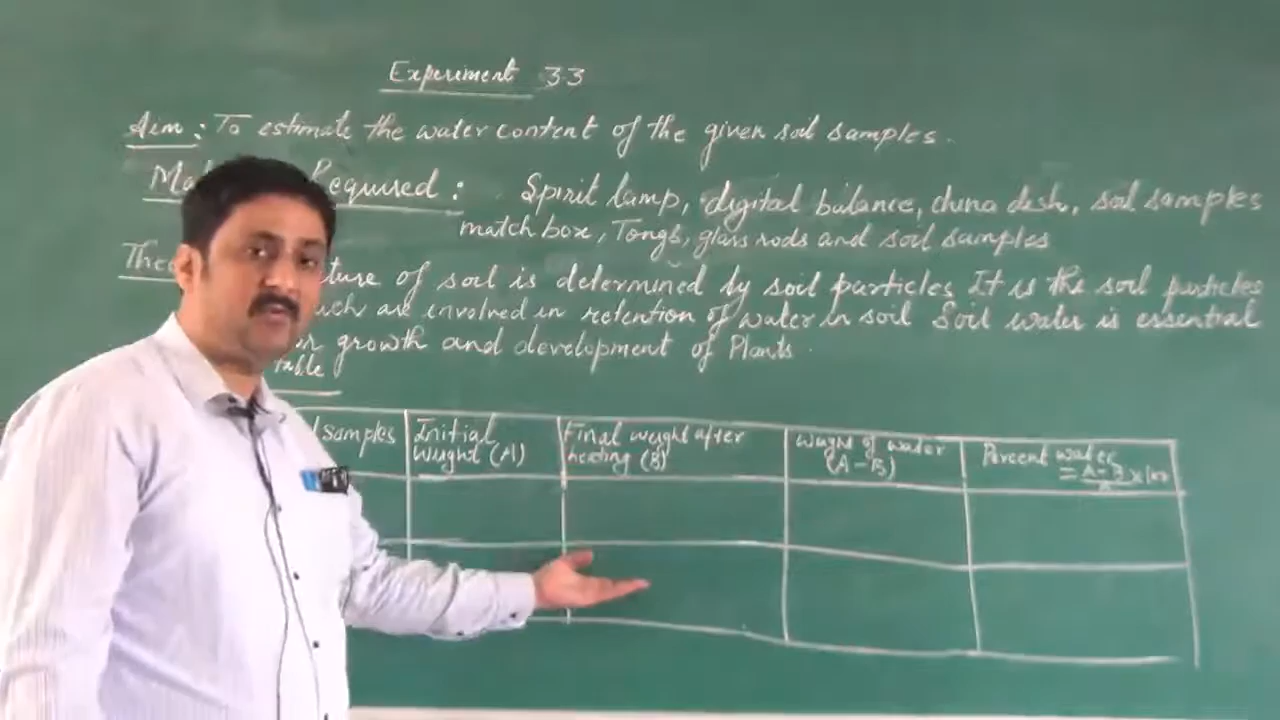 Experiment 3.3
Aim: To estimate the water content of the given soil samples.
Required: Spirit lamp, digital balance, china dish, soil samples
match box, Tongs, glass rods and soil samples
of soil is determined by soil particles. It is the soil particles
are involved in retention of water in soil Soil water is essential
growth and development of Plants.
table
samples Initial weight (A) Final weight after heating (B) Weight of water (A-B) Percent water = A-B/A x 100